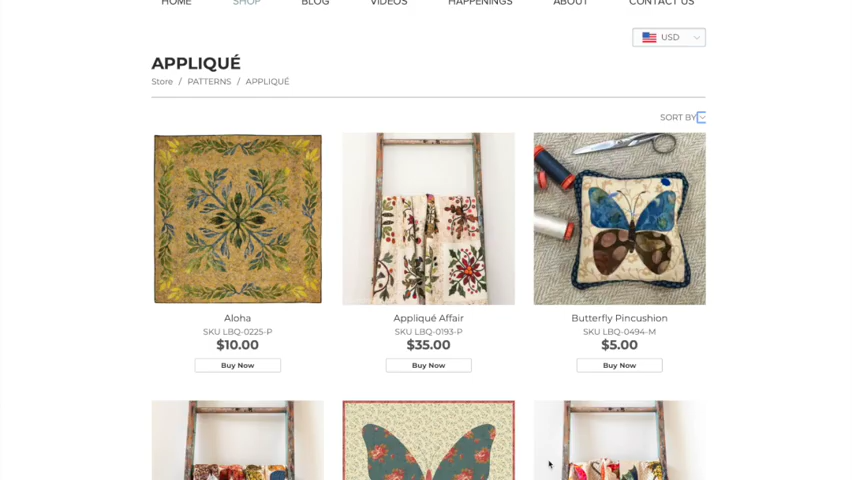 HOME SHOP BLOG VIDEOS HAPPENINGS ABOUT CONTACT US
USD
APPLIQUÉ
Store / PATTERNS / APPLIQUÉ
SORT BY
Aloha
SKU LBQ-0225-P
$10.00
Buy Now
Appliqué Affair
SKU LBQ-0193-P
$35.00
Buy Now
Butterfly Pincushion
SKU LBQ-0494-M
$5.00
Buy Now